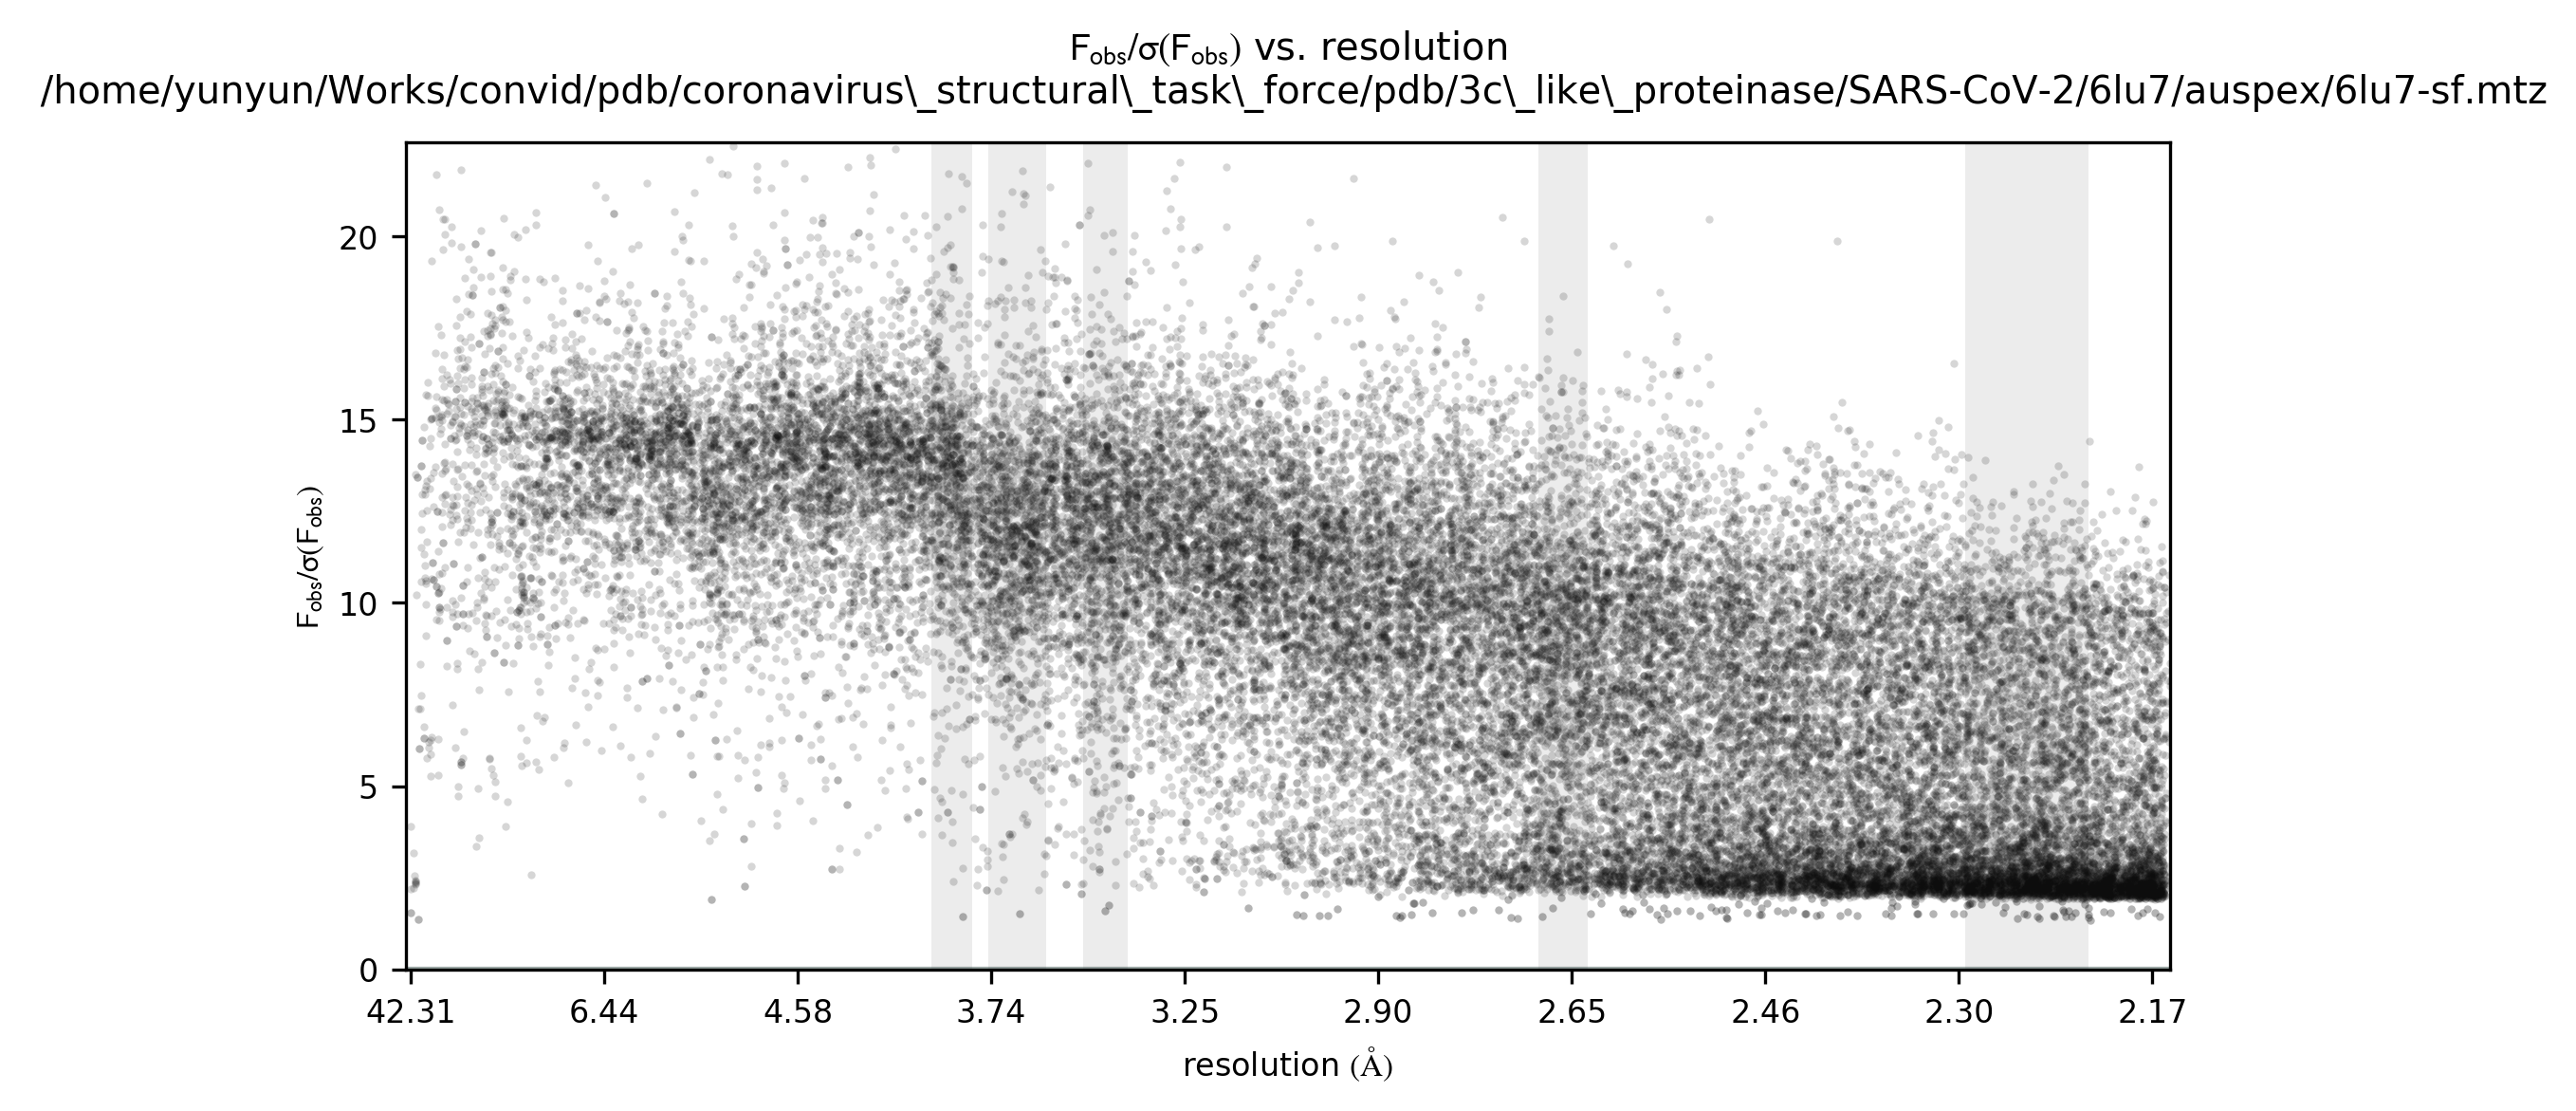 Fobs/σ(Fobs) vs. resolution
/home/yunyun/Works/convid/pdb/coronavirus\_structural\_task\_force/pdb/3c\_like\_proteinase/SARS-CoV-2/6lu7/auspex/6lu7-sf.mtz
Fobs/σ(Fobs)
20
15
10
5
0
42.31 6.44 4.58 3.74 3.25 2.90 2.65 2.46 2.30 2.17
resolution (Å)